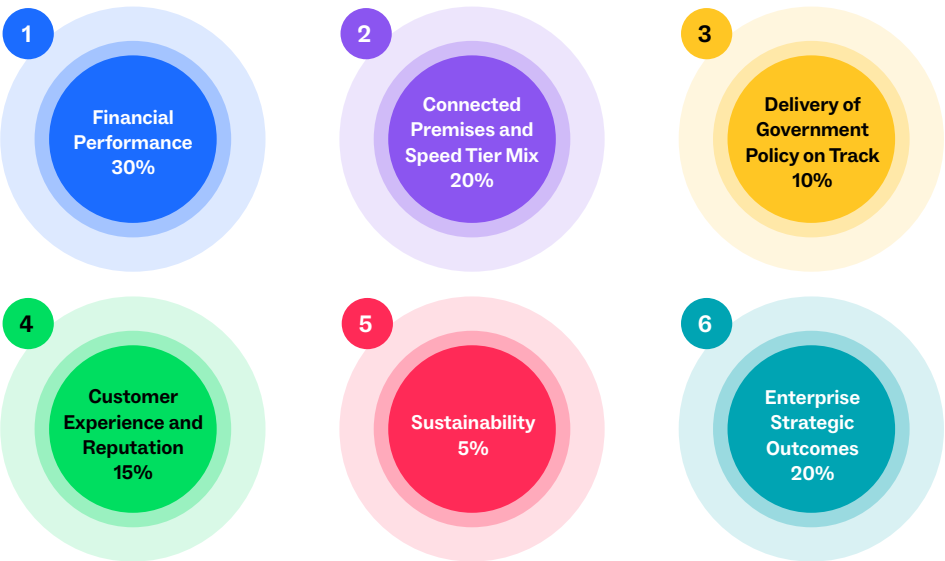 1
Financial
Performance
30%
2
Connected
Premises and
Speed Tier Mix
20%
3
Delivery of
Government
Policy on Track
10%
4
Customer
Experience and
Reputation
15%
5
Sustainability
5%
6
Enterprise
Strategic
Outcomes
20%